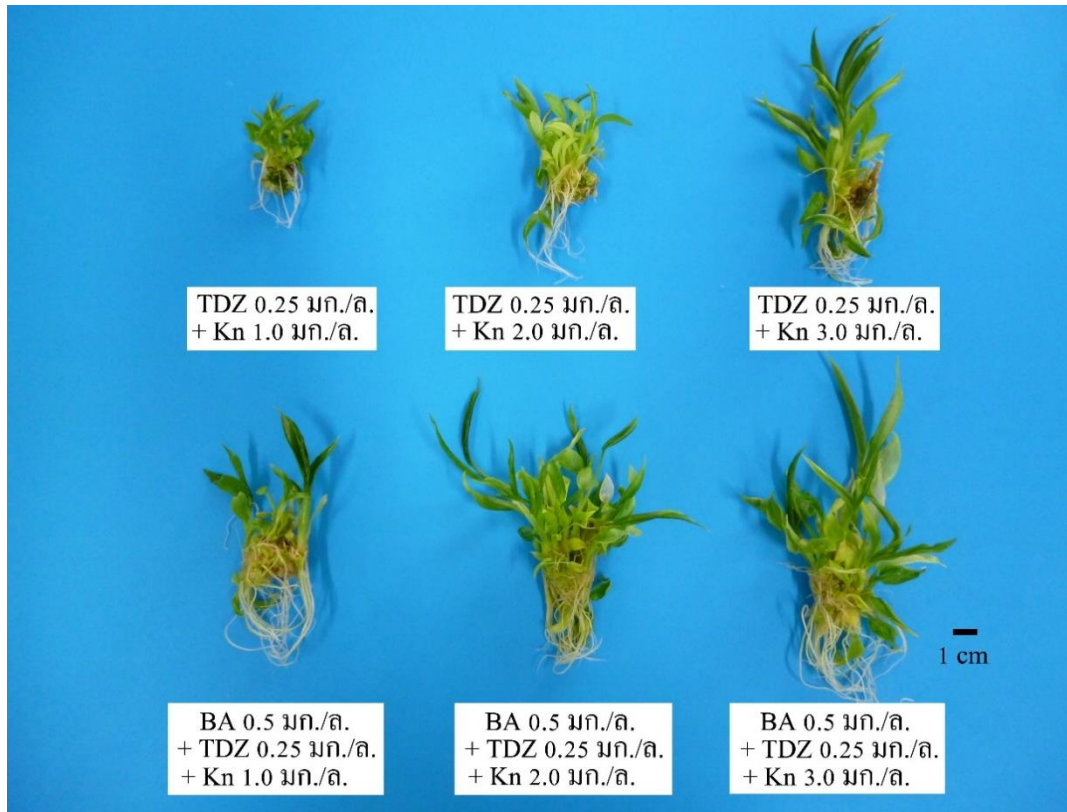 TDZ 0.25 มก./ล.
+ Kn 1.0 มก./ล.
TDZ 0.25 มก./ล.
+ Kn 2.0 มก./ล.
TDZ 0.25 มก./ล.
+ Kn 3.0 มก./ล.
1 cm
BA 0.5 มก./ล.
+ TDZ 0.25 มก./ล.
+ Kn 1.0 มก./ล.
BA 0.5 มก./ล.
+ TDZ 0.25 มก./ล.
+ Kn 2.0 มก./ล.
BA 0.5 มก./ล.
+ TDZ 0.25 มก./ล.
+ Kn 3.0 มก./ล.